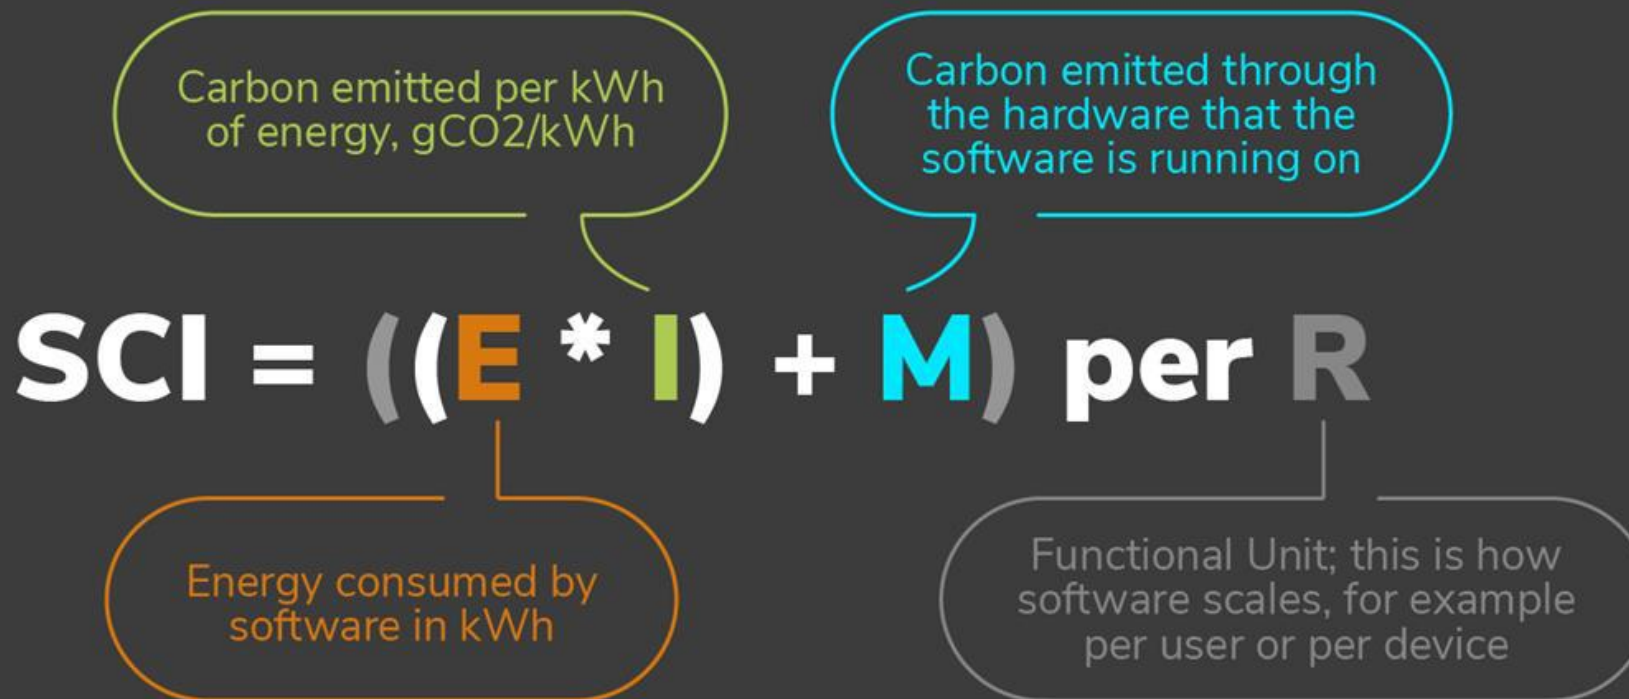 Carbon emitted per kWh
of energy, gCO2/kWh
Carbon emitted through
the hardware that the
software is running on
SCI = ((E * I) + M) per R
Energy consumed by
software in kWh
Functional Unit; this is how
software scales, for example
per user or per device